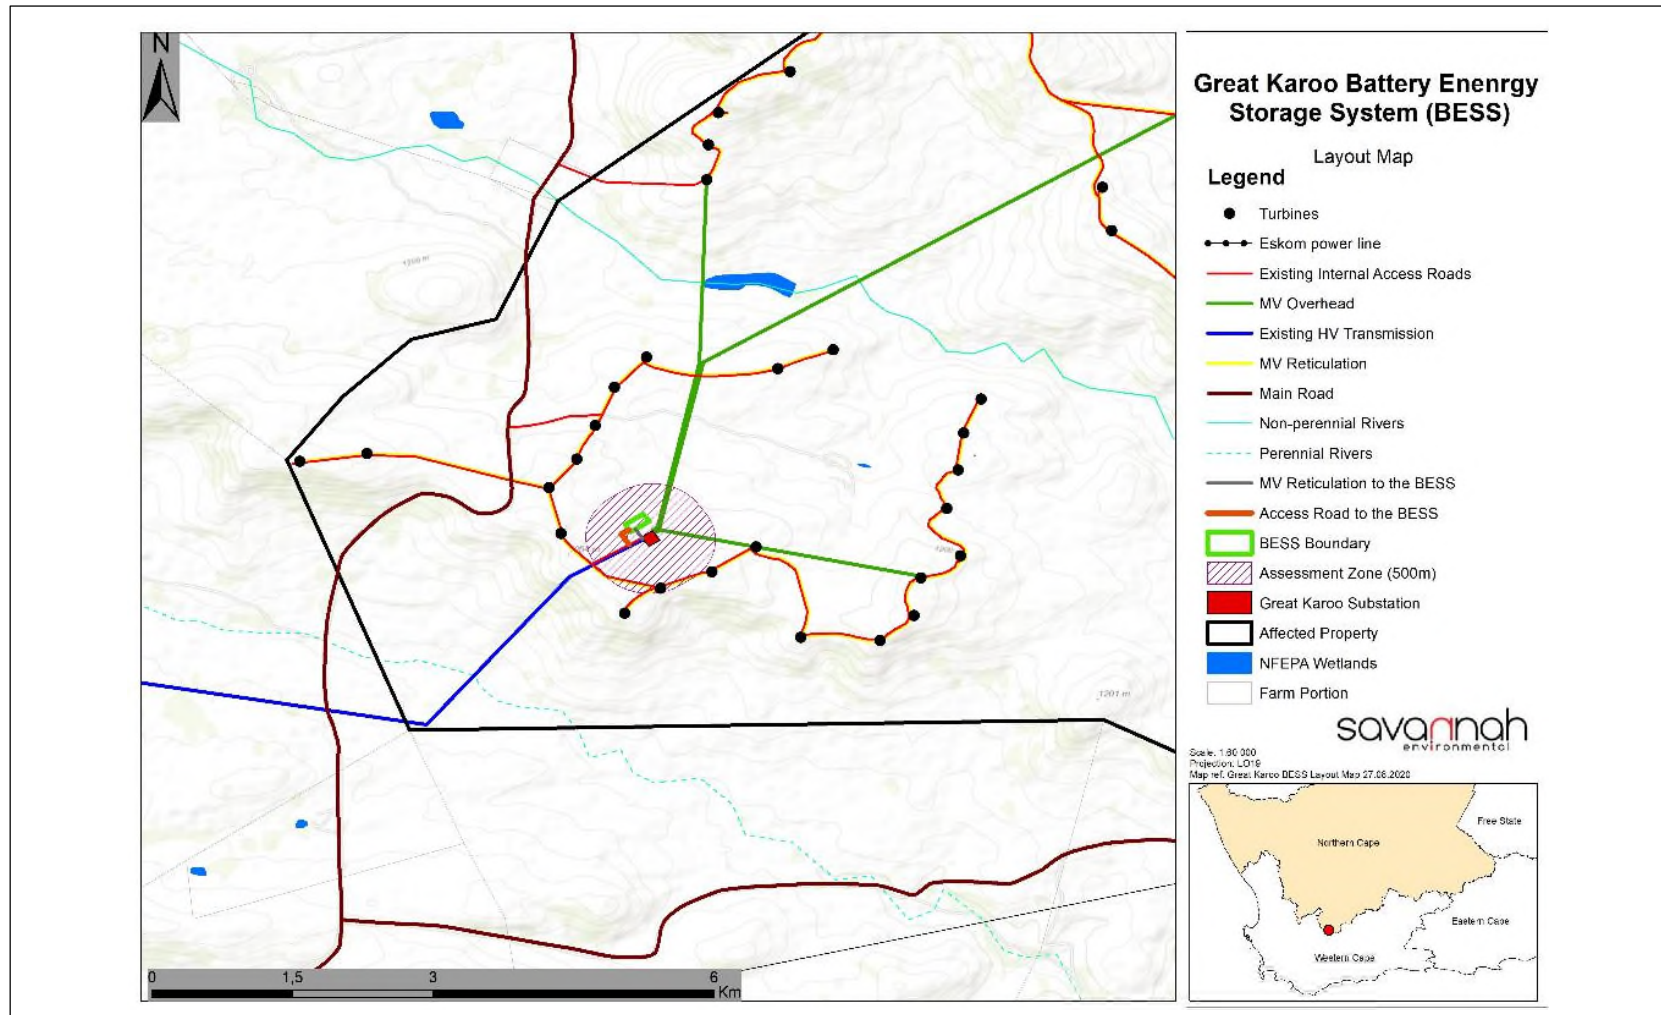 N
1201 m
0
1,5
3
6
Km
Great Karoo Battery Enenrgy
Storage System (BESS)
Layout Map
Legend
Turbines
Eskom power line
Existing Internal Access Roads
MV Overhead
Existing HV Transmission
MV Reticulation
Main Road
Non-perennial Rivers
Perennial Rivers
MV Reticulation to the BESS
Access Road to the BESS
BESS Boundary
Assessment Zone (500m)
Great Karoo Substation
Affected Property
NFEPA Wetlands
Farm Portion
savannah
environmental
Scale: 1:60 000
Projection: LO19
Map ref: Great Karoo BESS Layout Map 27.08.2020
Free State
Northern Cape
Eastern Cape
Western Cape